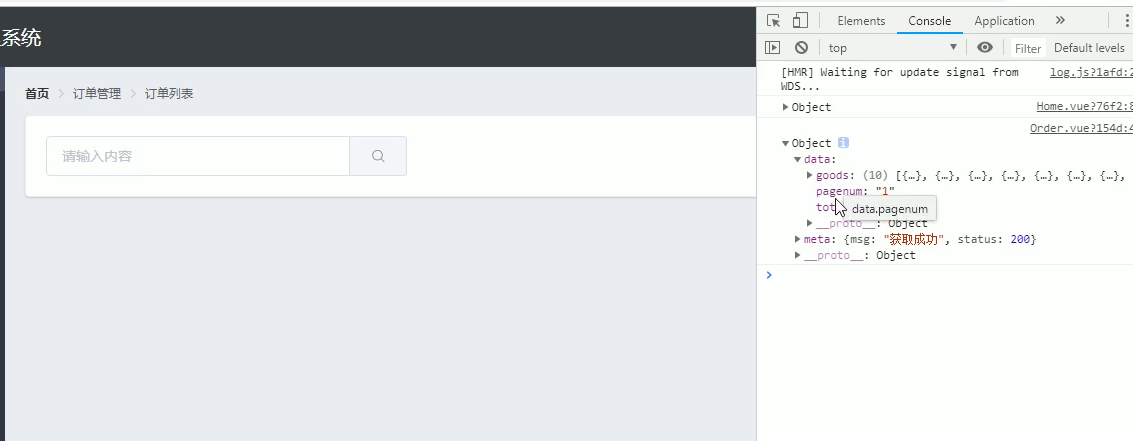 系统
首页 > 订单管理 > 订单列表
请输入内容
Elements Console Application »
top Filter Default levels
[HMR] Waiting for update signal from log.js?1afd:2
WDS...
Object Home.vue?76f2:8
Order.vue?154d:4
Object i
data:
goods: (10) [{…}, {…}, {…}, {…}, {…}, {…}, {…},
pagenum: "1"
tot
data.pagenum
__proto__: Object
meta: {msg: "获取成功", status: 200}
__proto__: Object